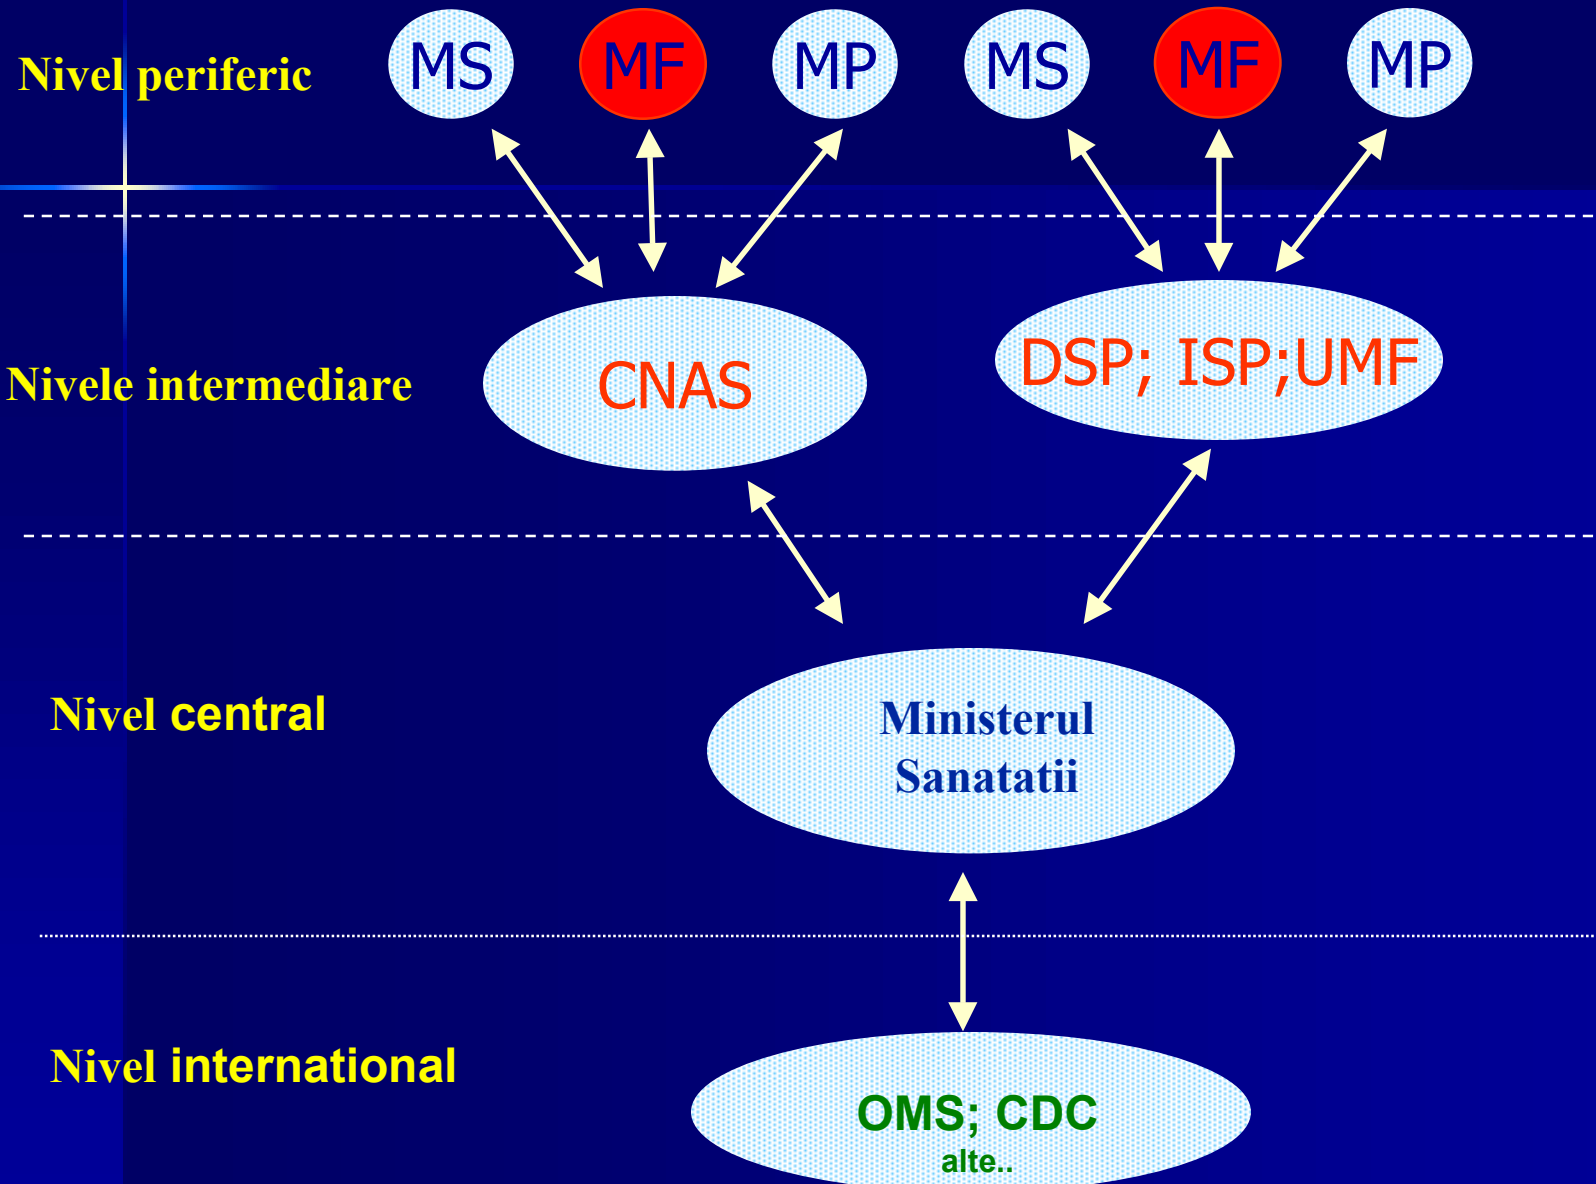 Nivel periferic
MS MF MP MS MF MP
Nivele intermediare
CNAS
DSP; ISP;UMF
Nivel central
Ministerul
Sanatatii
Nivel international
OMS; CDC
alte..